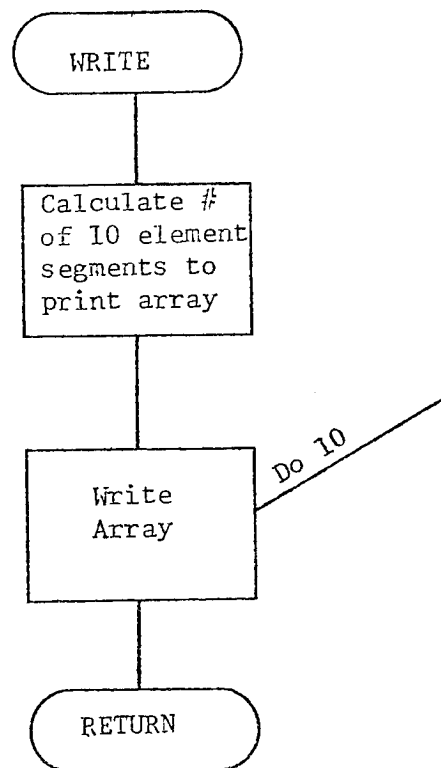 WRITE
Calculate #
of 10 element
segments to
print array
Do 10
Write
Array
RETURN